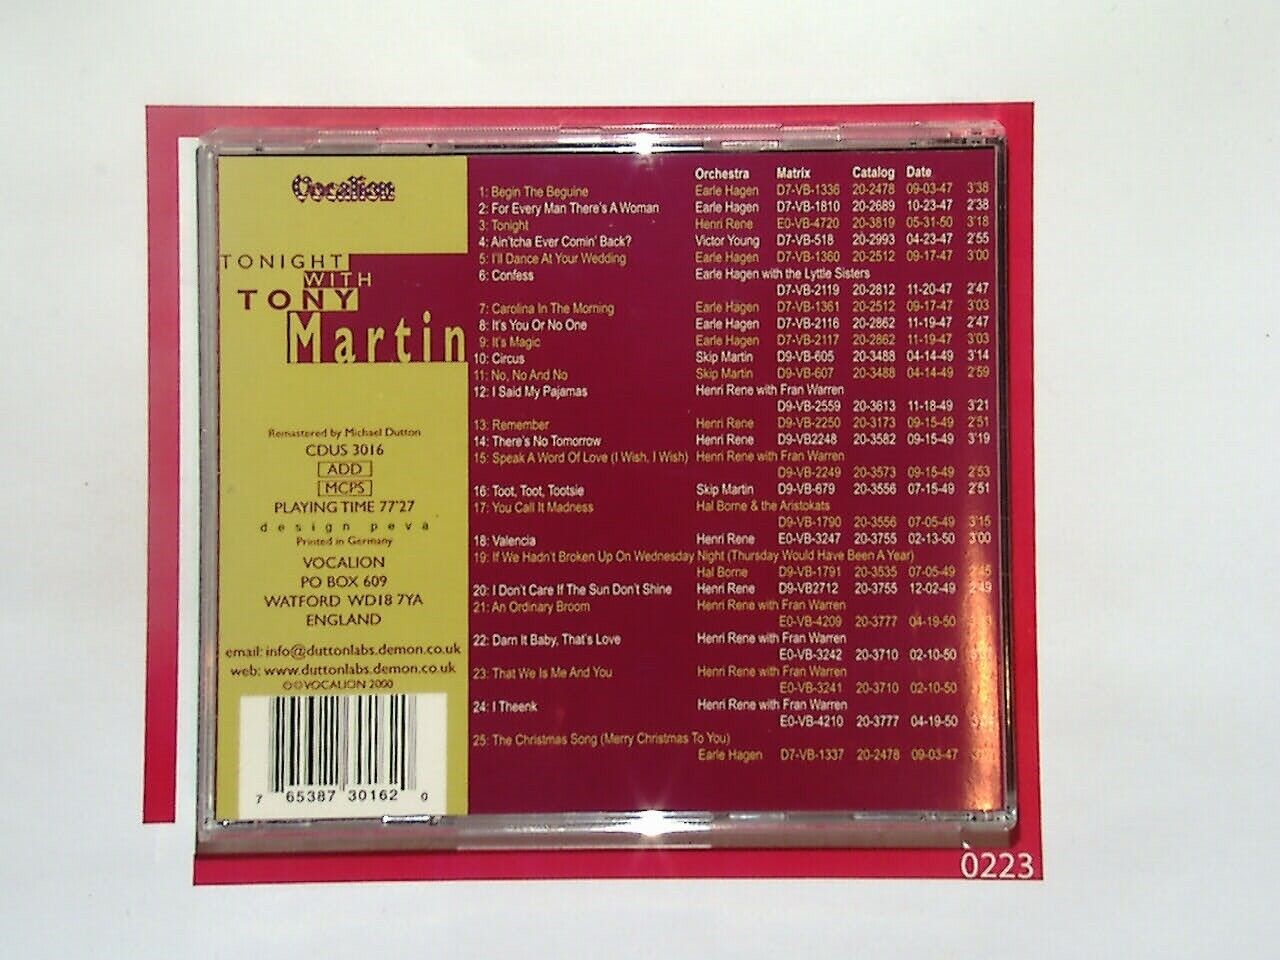 Vocalion
TONIGHT
WITH
TONY
Martin
Remastered by Michael Dutton
CDUS 3016
ADD
MCPS
PLAYING TIME 77'27
design peva
Printed in Germany
VOCALION
PO BOX 609
WATFORD WD18 7YA
ENGLAND
email: info@duttonlabs.demon.co.uk
web: www.duttonlabs.demon.co.uk
℗©VOCALION 2000
7 65387 30162 0
Orchestra Matrix Catalog Date
1: Begin The Beguine Earle Hagen D7-VB-1336 20-2478 09-03-47 3'38
2: For Every Man There's A Woman Earle Hagen D7-VB-1810 20-2689 10-23-47 2'38
3: Tonight Henri Rene E0-VB-4720 20-3819 05-31-50 3'18
4: Ain'tcha Ever Comin' Back? Victor Young D7-VB-518 20-2993 04-23-47 2'55
5: I'll Dance At Your Wedding Earle Hagen D7-VB-1360 20-2512 09-17-47 3'00
6: Confess Earle Hagen with the Lyttle Sisters
D7-VB-2119 20-2812 11-20-47 2'47
7: Carolina In The Morning Earle Hagen D7-VB-1361 20-2512 09-17-47 3'03
8: It's You Or No One Earle Hagen D7-VB-2116 20-2862 11-19-47 2'47
9: It's Magic Earle Hagen D7-VB-2117 20-2862 11-19-47 3'03
10: Circus Skip Martin D9-VB-605 20-3488 04-14-49 3'14
11: No, No And No Skip Martin D9-VB-607 20-3488 04-14-49 2'59
12: I Said My Pajamas Henri Rene with Fran Warren
D9-VB-2559 20-3613 11-18-49 3'21
13: Remember Henri Rene D9-VB-2250 20-3173 09-15-49 2'51
14: There's No Tomorrow Henri Rene D9-VB2248 20-3582 09-15-49 3'19
15: Speak A Word Of Love (I Wish, I Wish) Henri Rene with Fran Warren
D9-VB-2249 20-3573 09-15-49 2'53
16: Toot, Toot, Tootsie Skip Martin D9-VB-679 20-3556 07-15-49 2'51
17: You Call It Madness Hal Borne & the Aristokats
D9-VB-1790 20-3556 07-05-49 3'15
18: Valencia Henri Rene E0-VB-3247 20-3755 02-13-50 3'00
19: If We Hadn't Broken Up On Wednesday Night (Thursday Would Have Been A Year)
Hal Borne D9-VB-1791 20-3535 07-05-49 2'45
20: I Don't Care If The Sun Don't Shine Henri Rene D9-VB2712 20-3755 12-02-49 2'49
21: An Ordinary Broom Henri Rene with Fran Warren
E0-VB-4209 20-3777 04-19-50
22: Darn It Baby, That's Love Henri Rene with Fran Warren
E0-VB-3242 20-3710 02-10-50
23: That We Is Me And You Henri Rene with Fran Warren
E0-VB-3241 20-3710 02-10-50
24: I Theenk Henri Rene with Fran Warren
E0-VB-4210 20-3777 04-19-50
25: The Christmas Song (Merry Christmas To You)
Earle Hagen D7-VB-1337 20-2478 09-03-47
0223